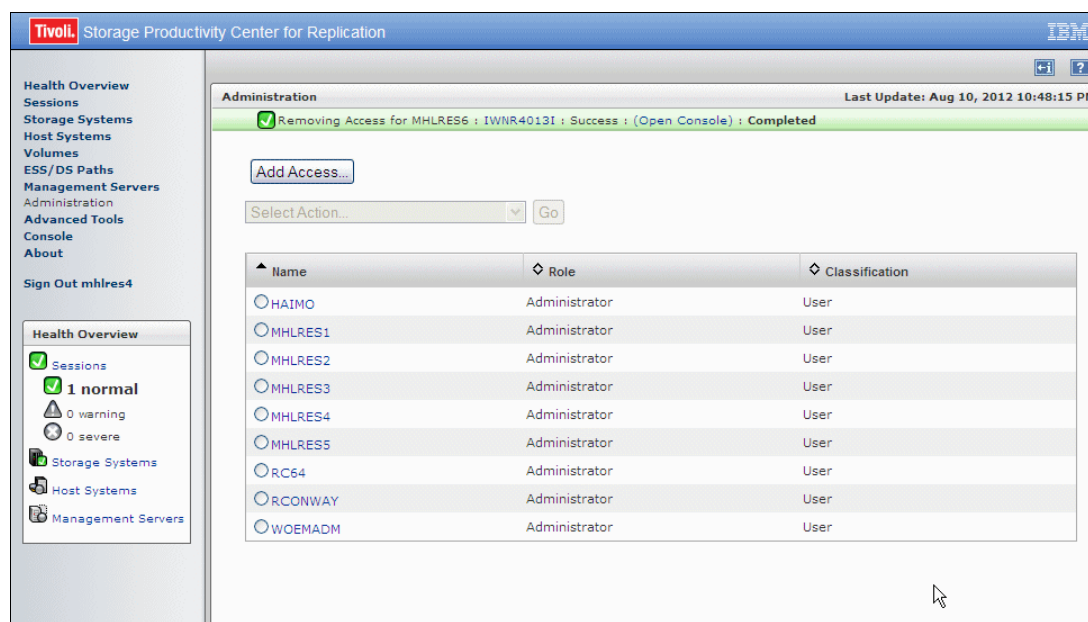 Tivoli. Storage Productivity Center for Replication
IBM
Health Overview
Sessions
Storage Systems
Host Systems
Volumes
ESS/DS Paths
Management Servers
Administration
Advanced Tools
Console
About
Sign Out mhlres4
Health Overview
Sessions
1 normal
0 warning
0 severe
Storage Systems
Host Systems
Management Servers
?
Administration
Last Update: Aug 10, 2012 10:48:15 P
Removing Access for MHLRES6 : IWNR4013I : Success : (Open Console) : Completed
Add Access...
Select Action... Go
Name Role Classification
HAIMO Administrator User
MHLRES1 Administrator User
MHLRES2 Administrator User
MHLRES3 Administrator User
MHLRES4 Administrator User
MHLRES5 Administrator User
RC64 Administrator User
RCONWAY Administrator User
WOEMADM Administrator User